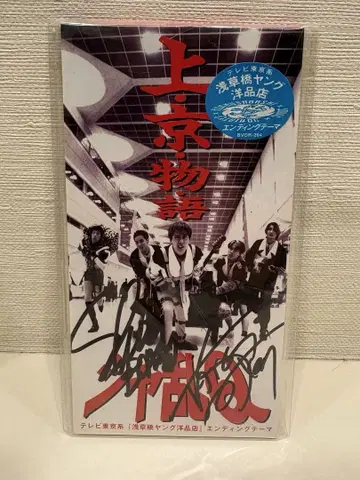 テレビ東京系
浅草橋ヤング
洋品店
エンディングテーマ
上・京・物語
シャ乱Q
テレビ東京系「浅草橋ヤング洋品店」エンディングテーマ